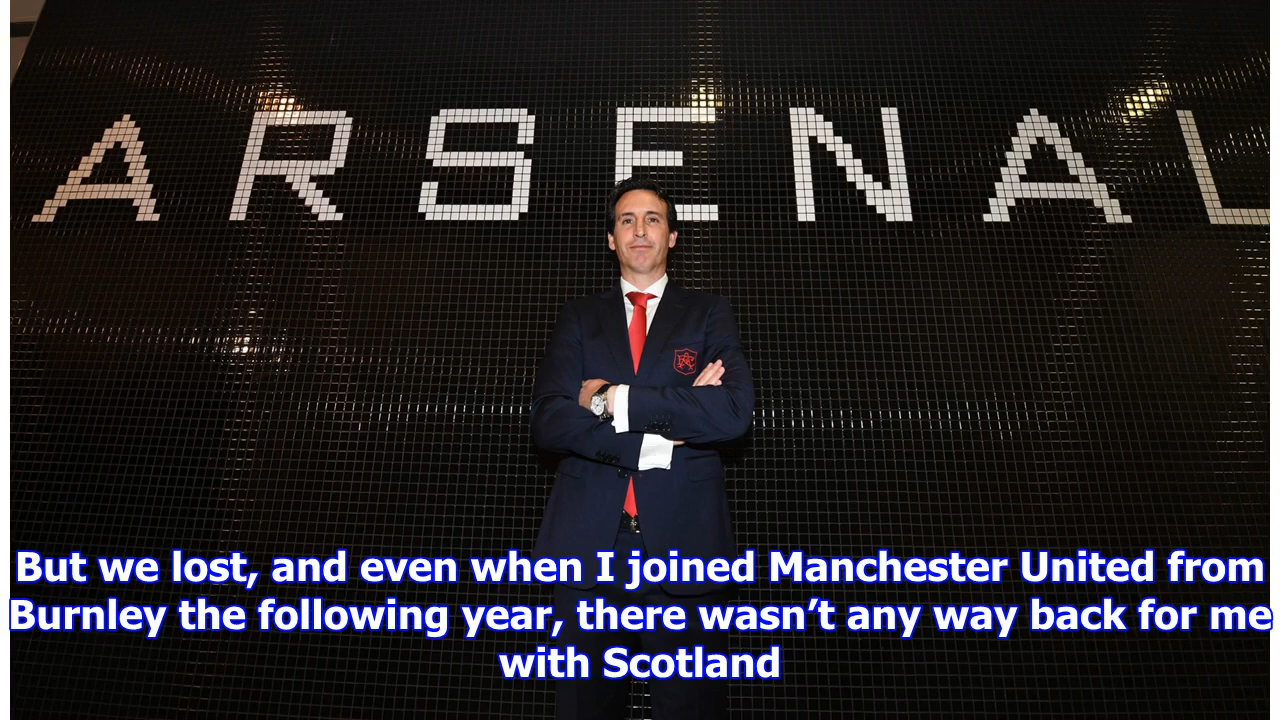 ARSENAL
But we lost, and even when I joined Manchester United from
Burnley the following year, there wasn’t any way back for me
with Scotland